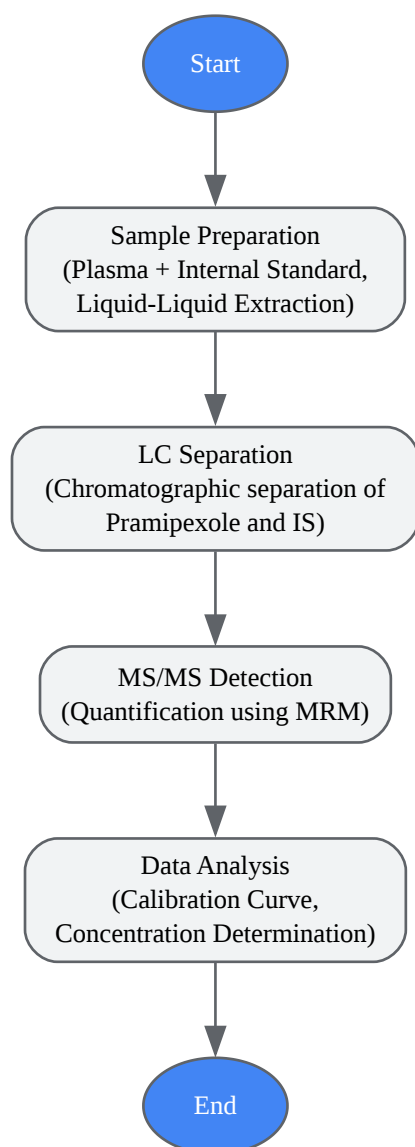 Start
Sample Preparation
(Plasma + Internal Standard,
Liquid-Liquid Extraction)
LC Separation
(Chromatographic separation of
Pramipexole and IS)
MS/MS Detection
(Quantification using MRM)
Data Analysis
(Calibration Curve,
Concentration Determination)
End